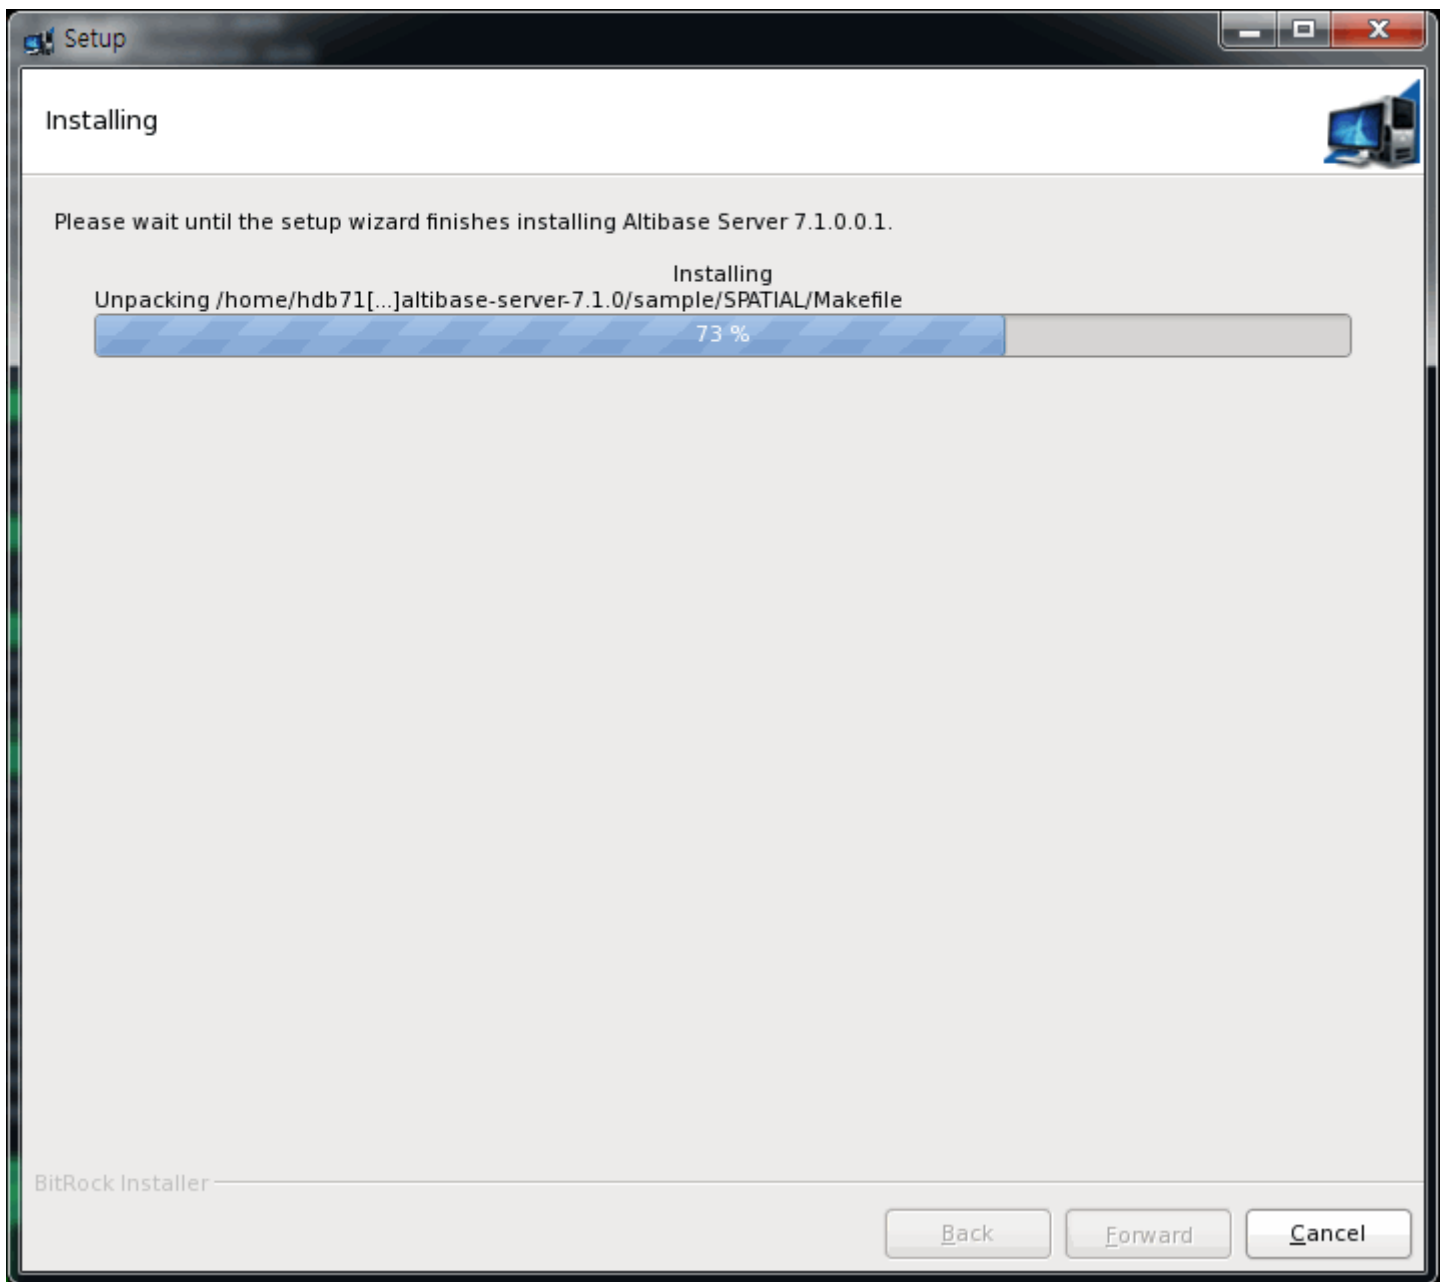 Setup
Installing
Please wait until the setup wizard finishes installing Altibase Server 7.1.0.0.1.
Installing
Unpacking /home/hdb71[...]altibase-server-7.1.0/sample/SPATIAL/Makefile
73 %
BitRock Installer
Back
Forward
Cancel